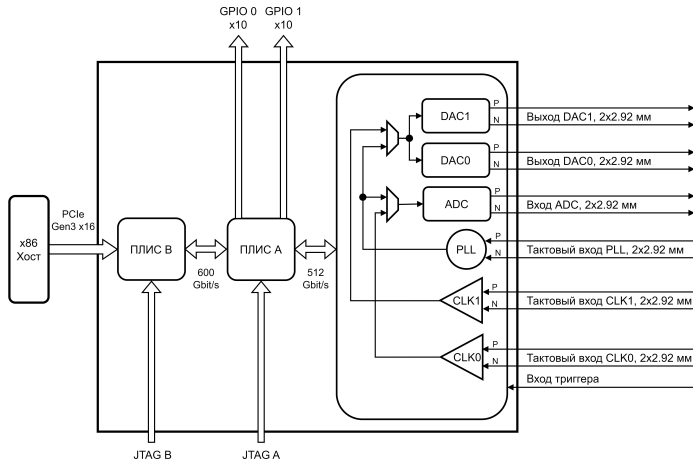 GPIO 0
x10
GPIO 1
x10
P
DAC1
N
Выход DAC1, 2x2.92 мм
P
DAC0
N
Выход DAC0, 2x2.92 мм
P
ADC
N
Вход ADC, 2x2.92 мм
x86
Хост
PCIe
Gen3 x16
ПЛИС B
600
Gbit/s
ПЛИС A
512
Gbit/s
P
PLL
N
Тактовый вход PLL, 2x2.92 мм
P
CLK1
N
Тактовый вход CLK1, 2x2.92 мм
P
CLK0
N
Тактовый вход CLK0, 2x2.92 мм
Вход триггера
JTAG B
JTAG A